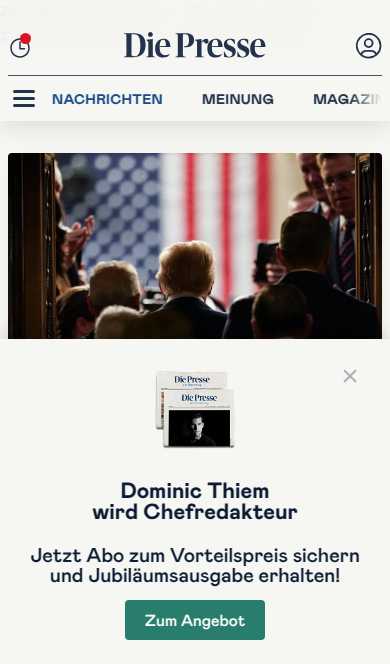 Die Presse
NACHRICHTEN MEINUNG MAGAZIN
Die Presse
Die Presse
Dominic Thiem
wird Chefredakteur
Jetzt Abo zum Vorteilspreis sichern
und Jubiläumsausgabe erhalten!
Zum Angebot